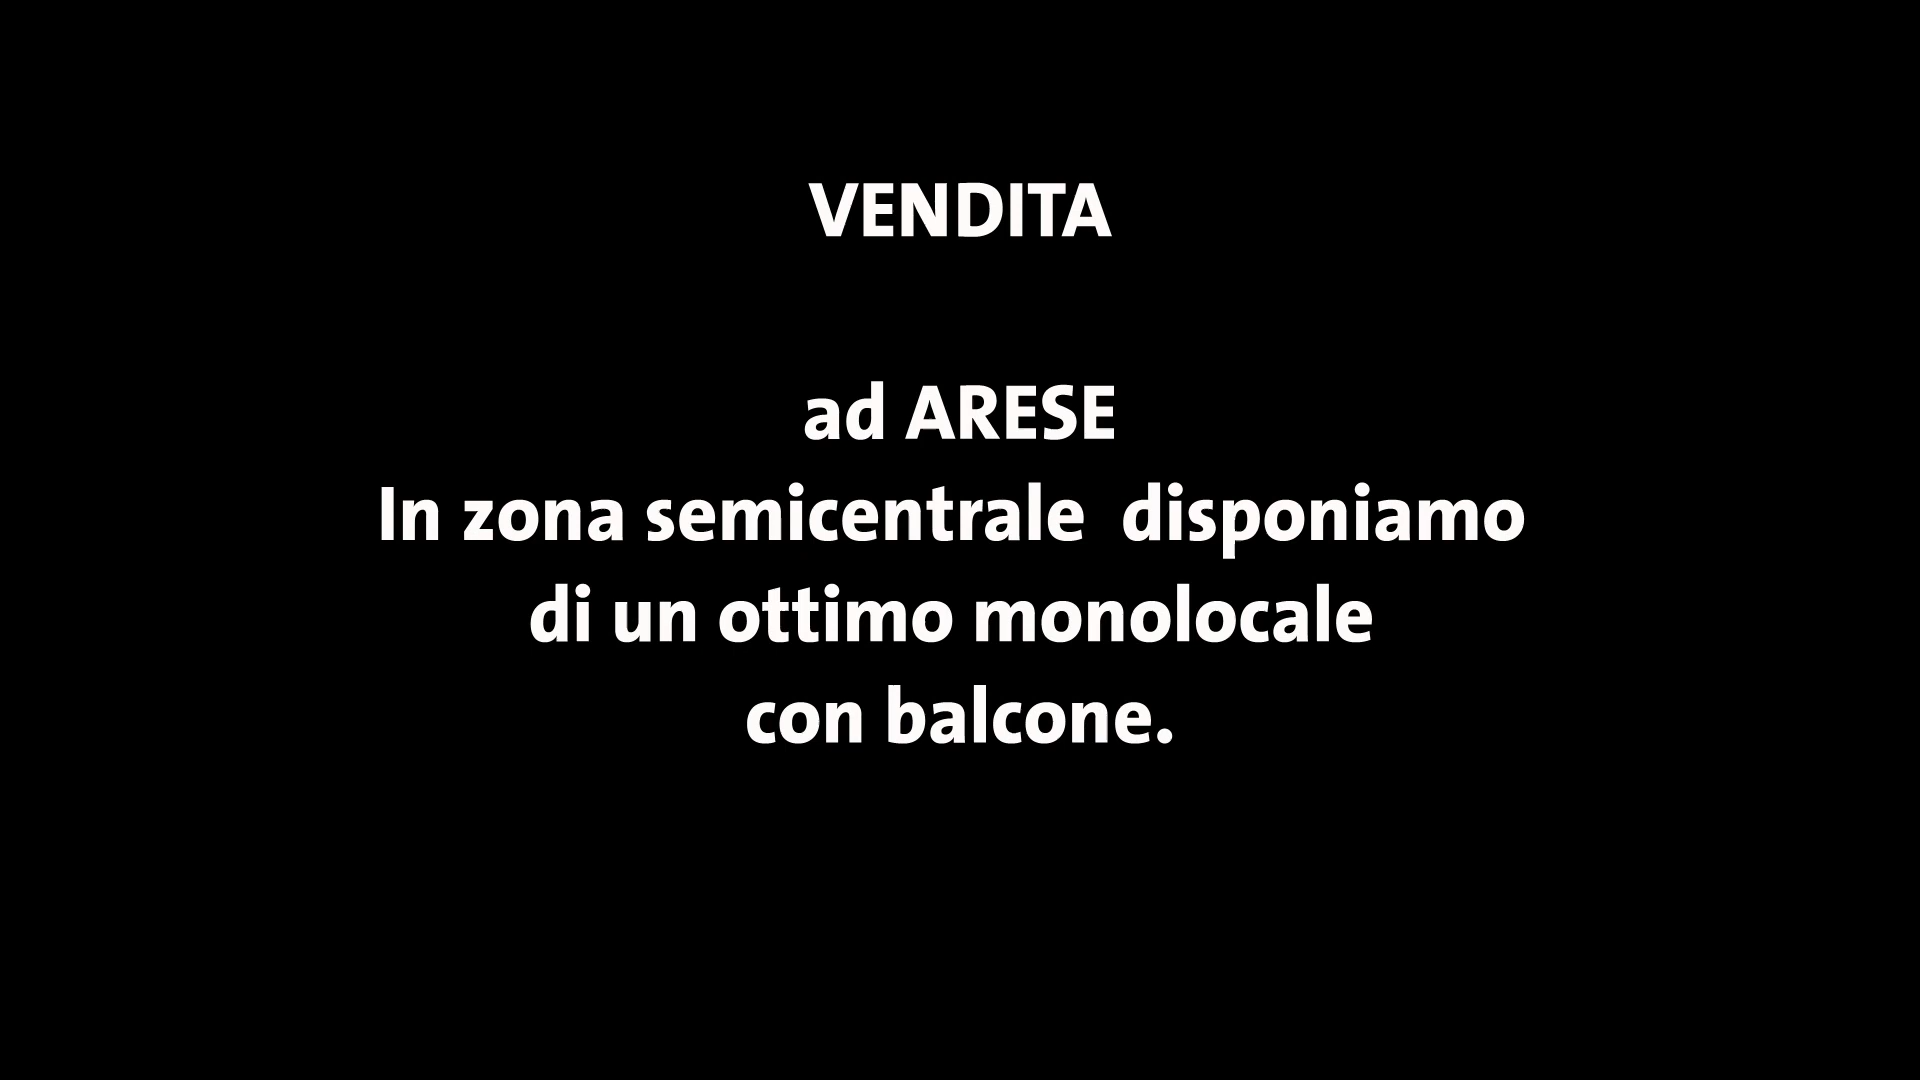 VENDITA
ad ARESE
In zona semicentrale  disponiamo
di un ottimo monolocale
con balcone.